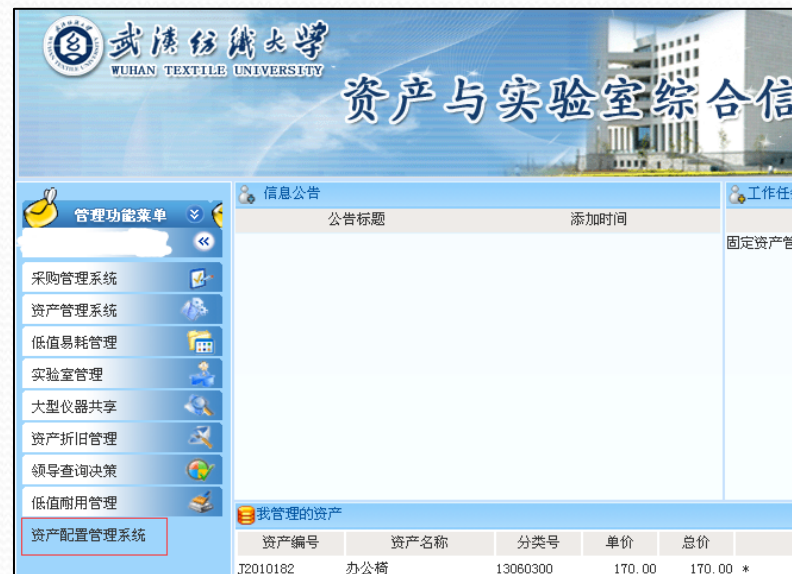 武汉纺织大学
WUHAN TEXTILE UNIVERSITY
资产与实验室综合信
管理功能菜单
信息公告
工作任
公告标题 添加时间
固定资产管
采购管理系统
资产管理系统
低值易耗管理
实验室管理
大型仪器共享
资产折旧管理
领导查询决策
低值耐用管理
资产配置管理系统
我管理的资产
资产编号 资产名称 分类号 单价 总价
J2010182 办公椅 13060300 170.00 170.00 *